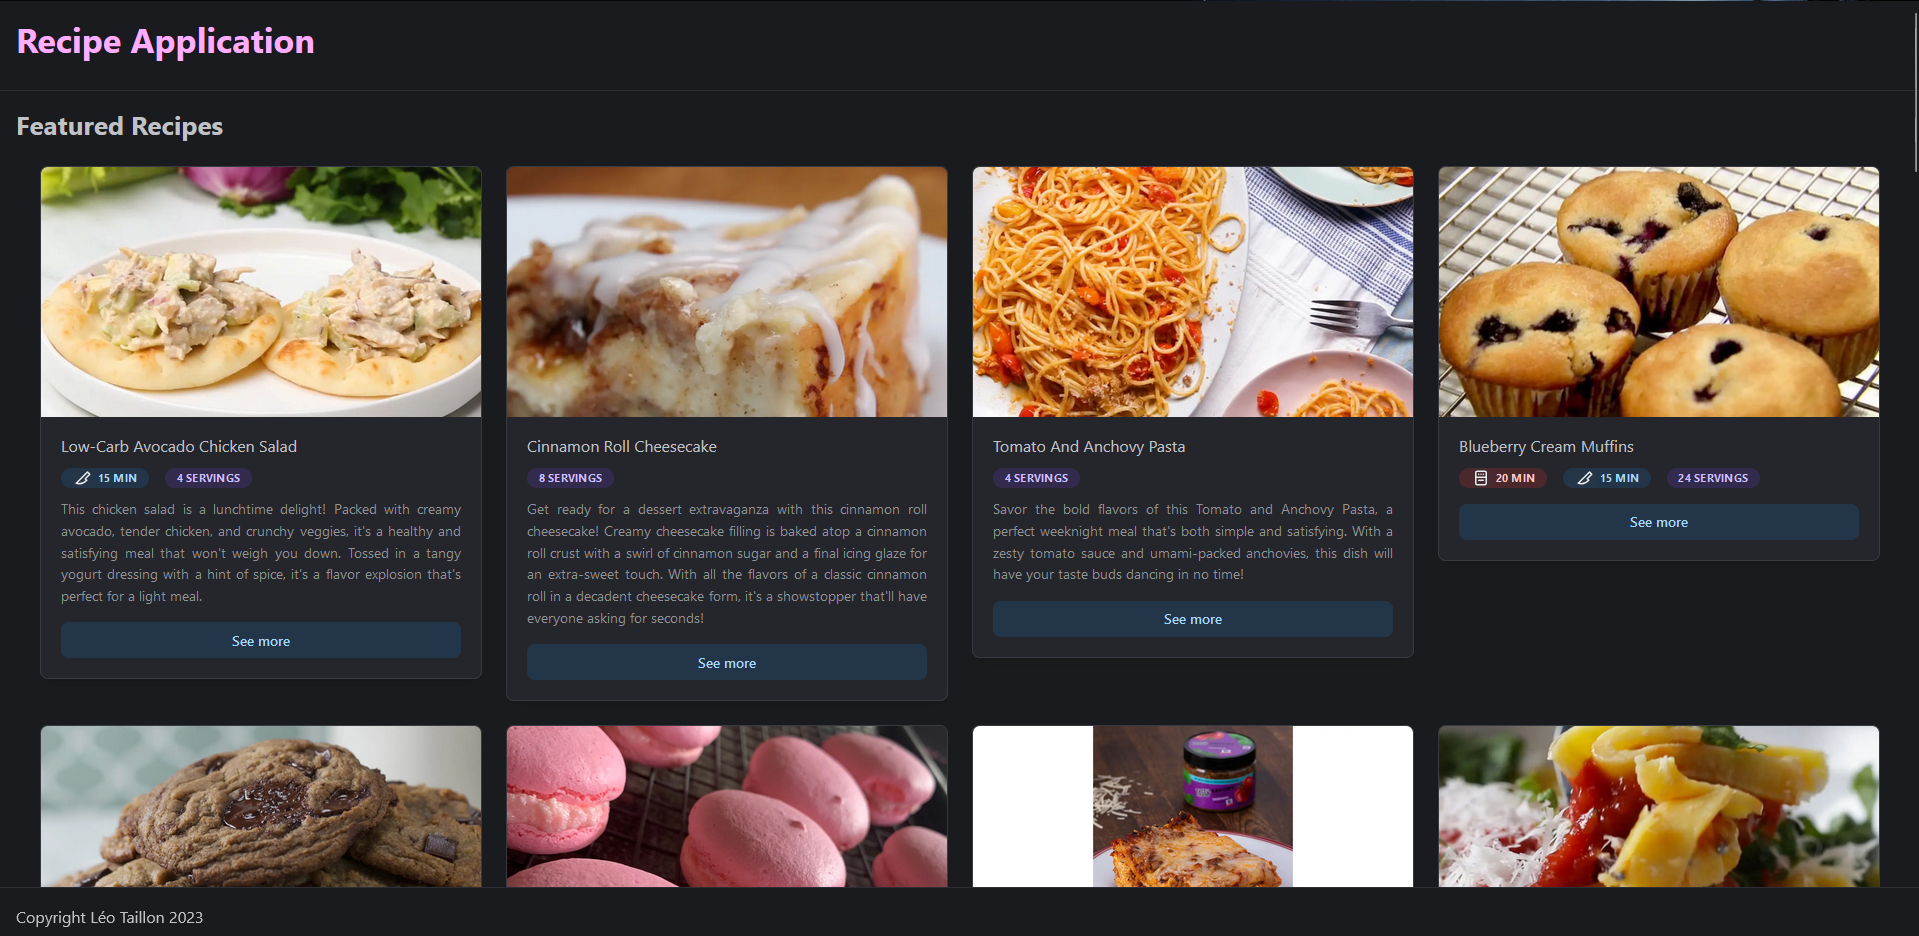 Recipe Application
Featured Recipes
Low-Carb Avocado Chicken Salad
15 MIN
4 SERVINGS
This chicken salad is a lunchtime delight! Packed with creamy
avocado, tender chicken, and crunchy veggies, it's a healthy and
satisfying meal that won't weigh you down. Tossed in a tangy
yogurt dressing with a hint of spice, it's a flavor explosion that's
perfect for a light meal.
See more
Cinnamon Roll Cheesecake
8 SERVINGS
Get ready for a dessert extravaganza with this cinnamon roll
cheesecake! Creamy cheesecake filling is baked atop a cinnamon
roll crust with a swirl of cinnamon sugar and a final icing glaze for
an extra-sweet touch. With all the flavors of a classic cinnamon
roll in a decadent cheesecake form, it's a showstopper that'll have
everyone asking for seconds!
See more
Tomato And Anchovy Pasta
4 SERVINGS
Savor the bold flavors of this Tomato and Anchovy Pasta, a
perfect weeknight meal that's both simple and satisfying. With a
zesty tomato sauce and umami-packed anchovies, this dish will
have your taste buds dancing in no time!
See more
Blueberry Cream Muffins
20 MIN
15 MIN
24 SERVINGS
See more
Copyright Léo Taillon 2023